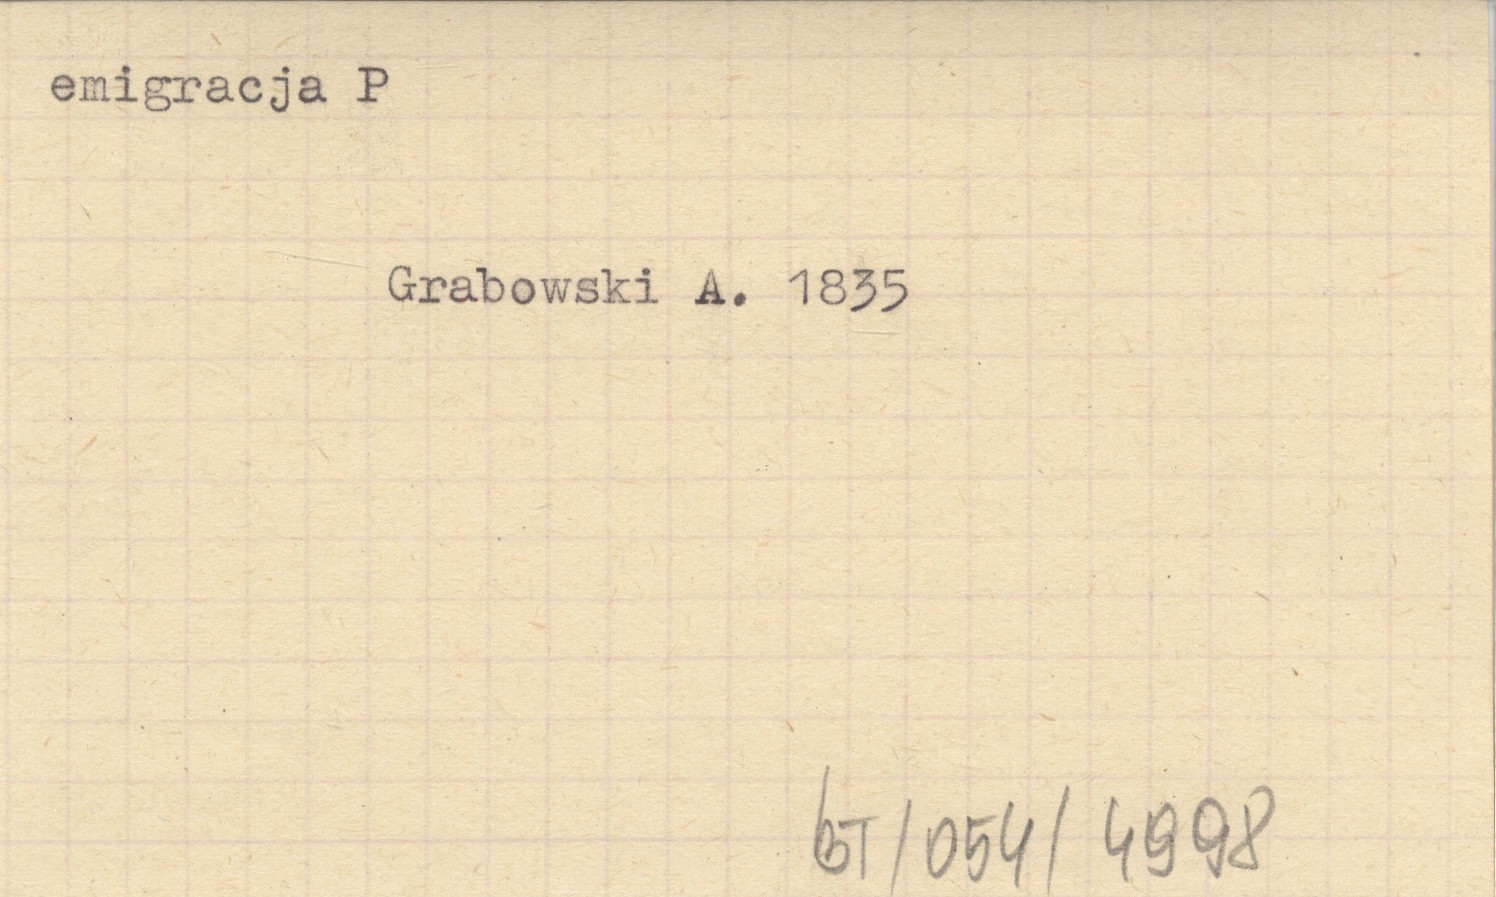 emigracja P
Grabowski A. 1835
BT/054/4998